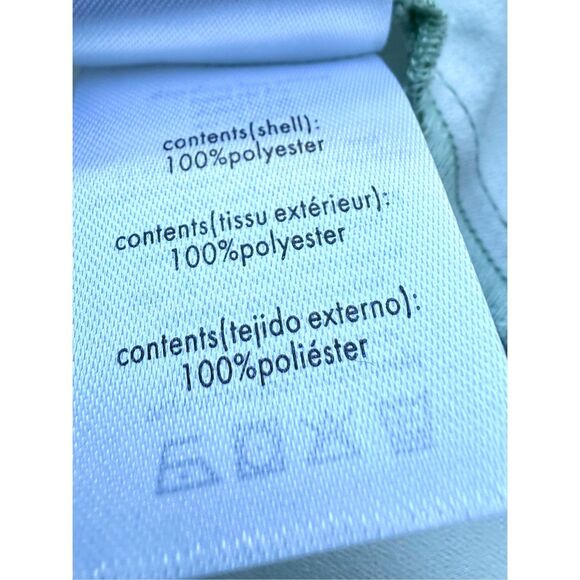 contents(shell):
100%polyester
contents(tissu extérieur):
100%polyester
contents(tejido externo):
100%poliéster